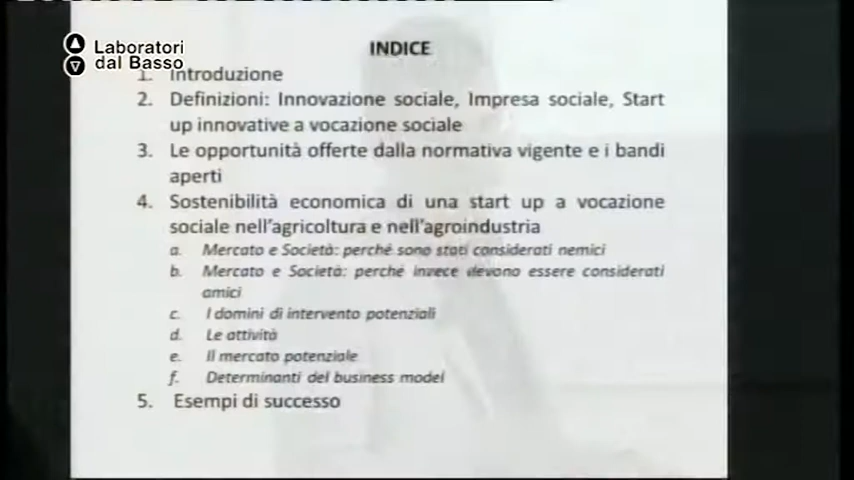 Laboratori
dal Basso
INDICE
1. Introduzione
2. Definizioni: Innovazione sociale, Impresa sociale, Start
up innovative a vocazione sociale
3. Le opportunità offerte dalla normativa vigente e i bandi
aperti
4. Sostenibilità economica di una start up a vocazione
sociale nell'agricoltura e nell'agroindustria
a. Mercato e Società: perché sono stati considerati nemici
b. Mercato e Società: perché invece devono essere considerati
amici
c. I domini di intervento potenziali
d. Le attività
e. Il mercato potenziale
f. Determinanti del business model
5. Esempi di successo